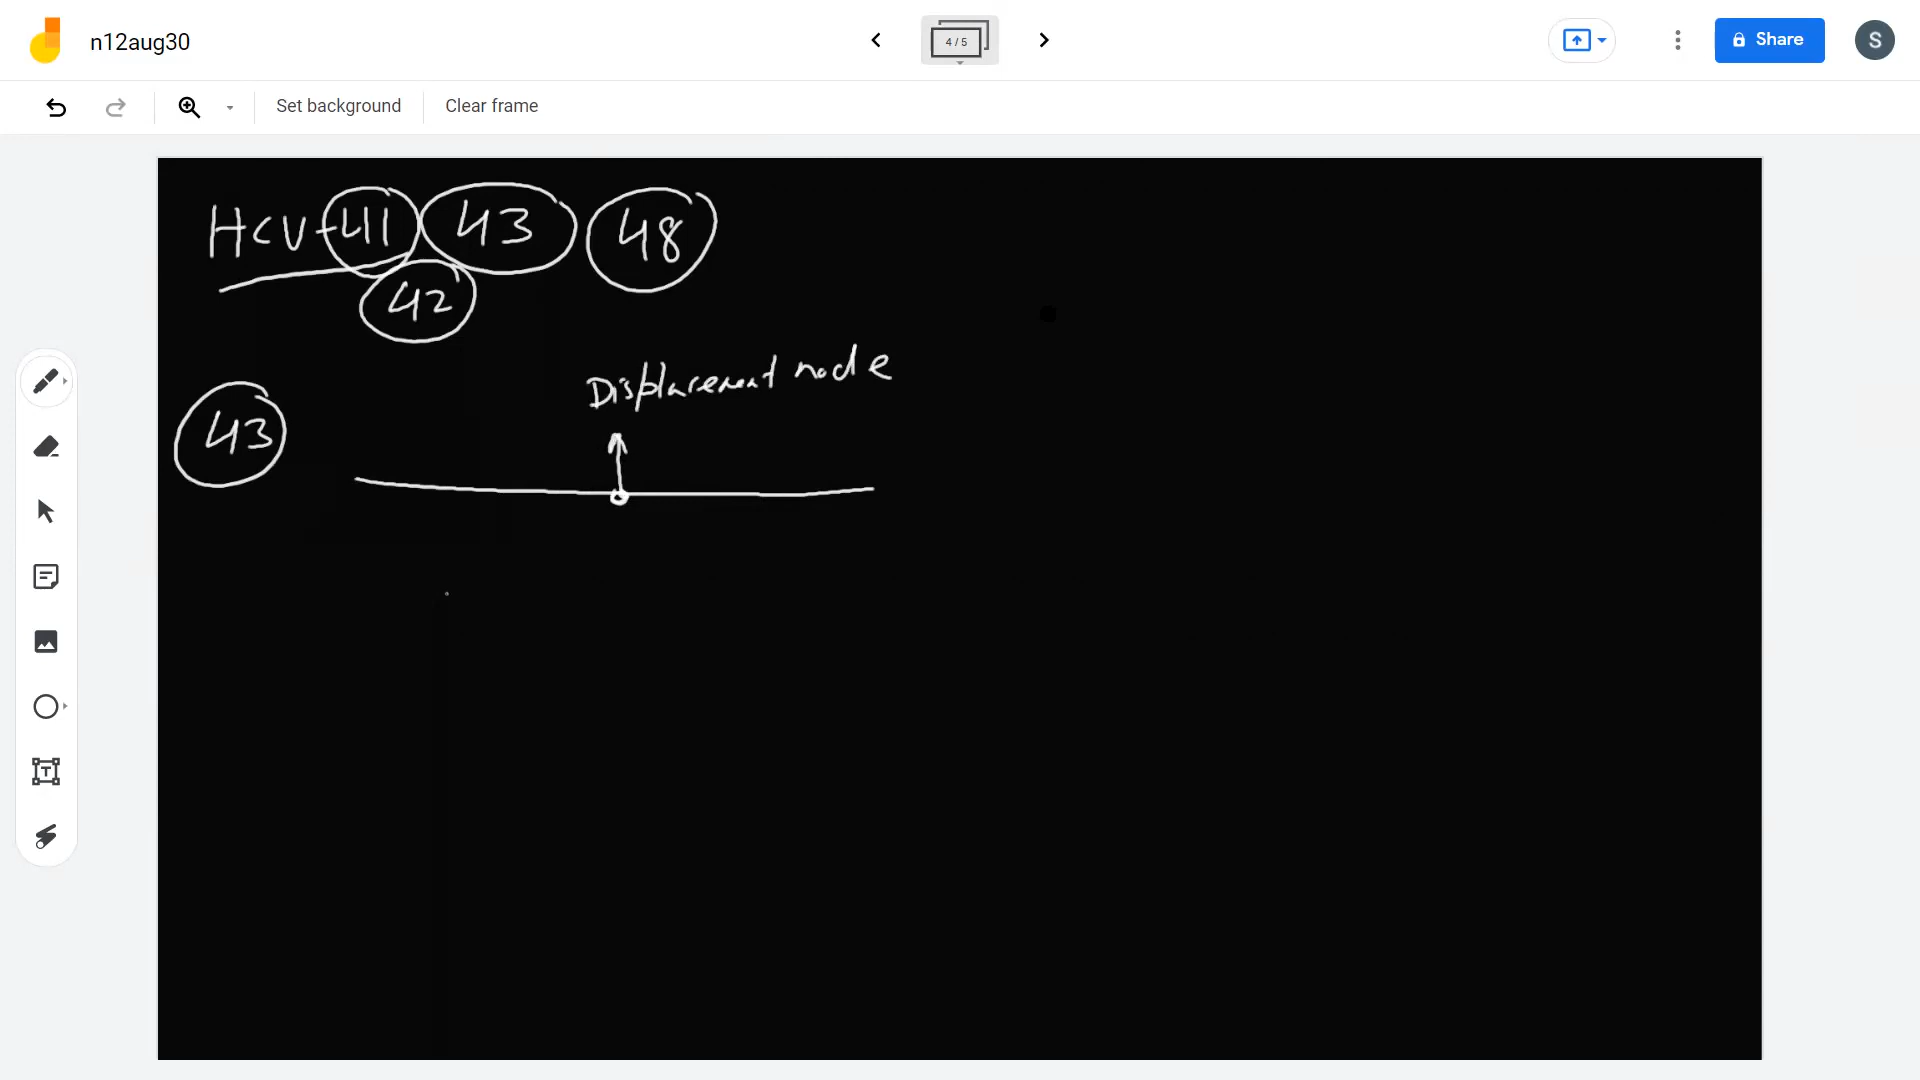 n12aug30
4 / 5
Share
S
Set background
Clear frame
HCV-41 43 48
42
Displacement node
43